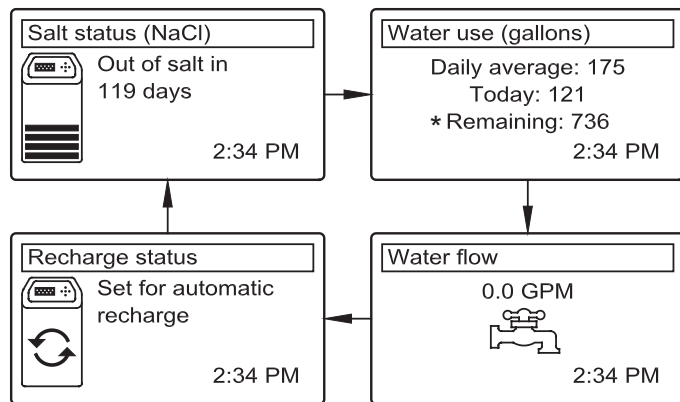 Salt status (NaCl)
Out of salt in
119 days
2:34 PM
Water use (gallons)
Daily average: 175
Today: 121
* Remaining: 736
2:34 PM
Recharge status
Set for automatic
recharge
2:34 PM
Water flow
0.0 GPM
2:34 PM